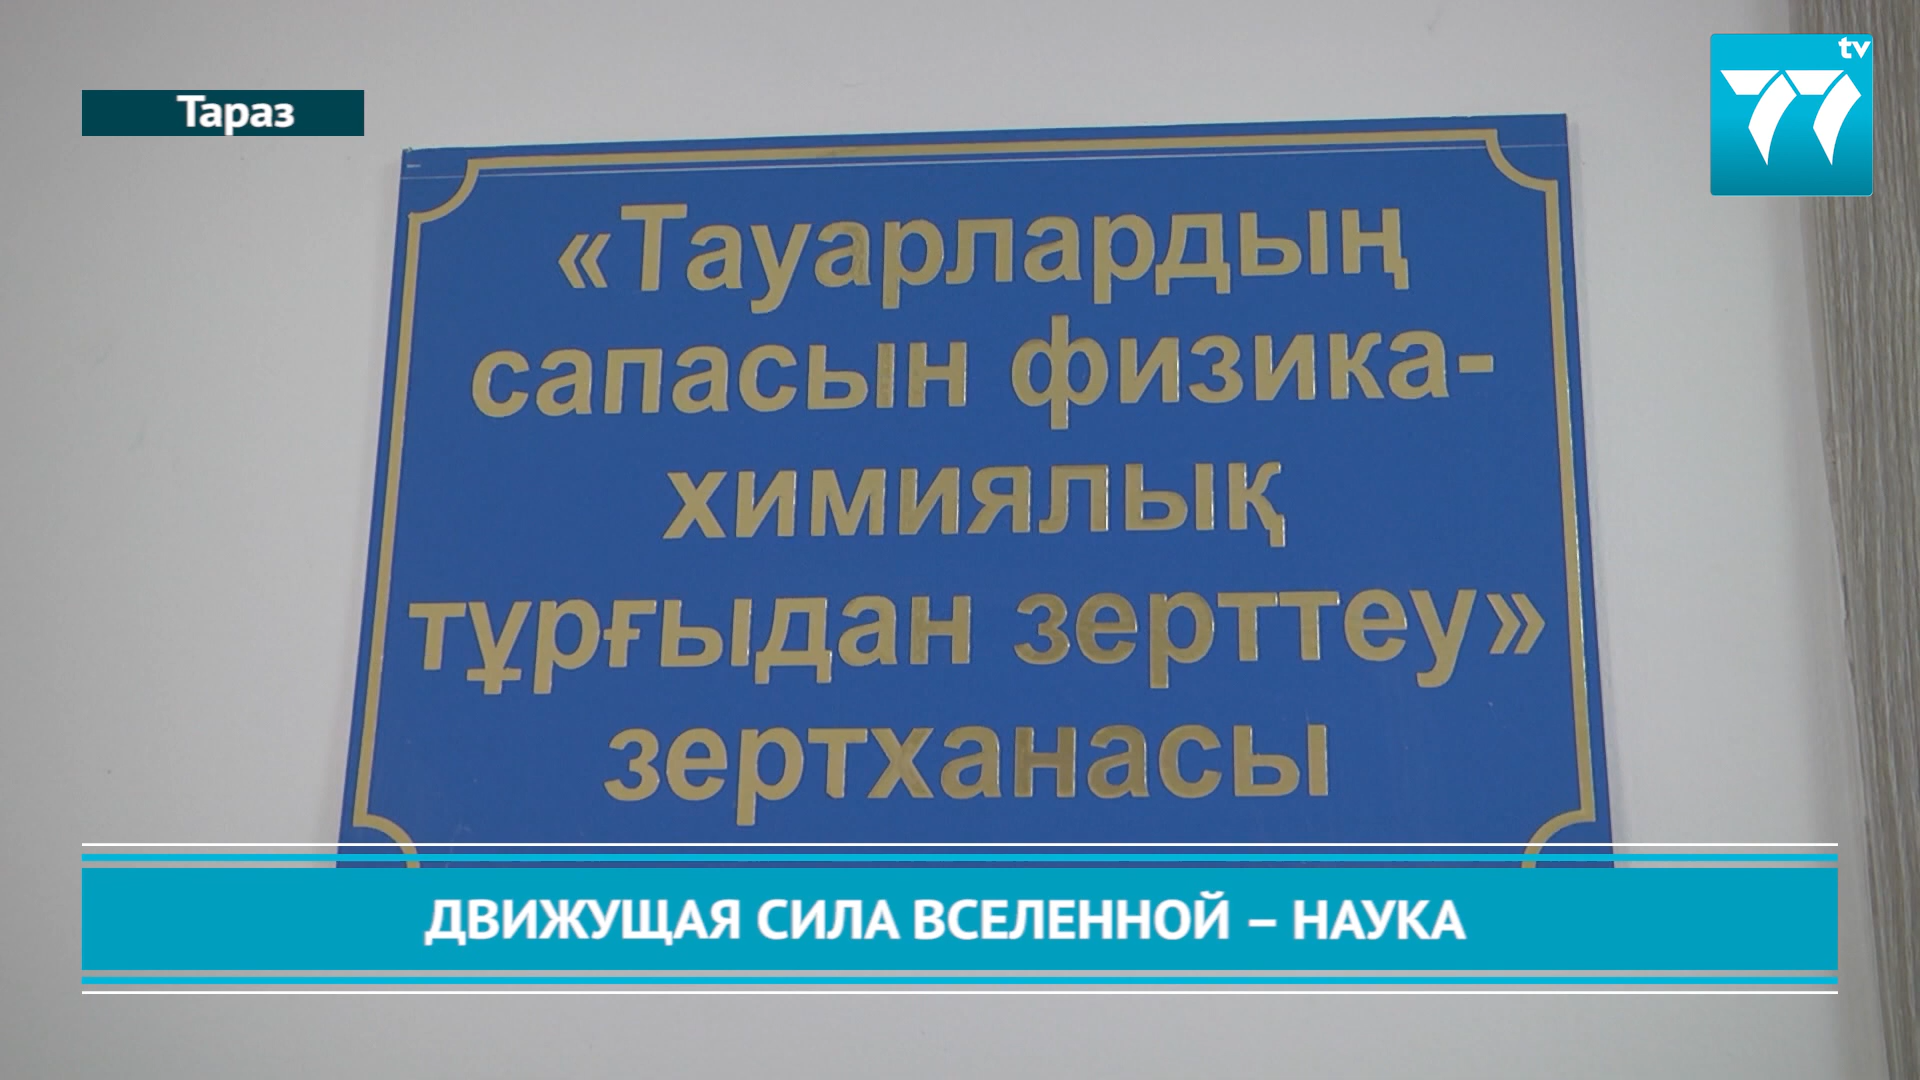 Тараз
tv
77
«Тауарлардың
сапасын физика-
химиялық
тұрғыдан зерттеу»
зертханасы
ДВИЖУЩАЯ СИЛА ВСЕЛЕННОЙ – НАУКА